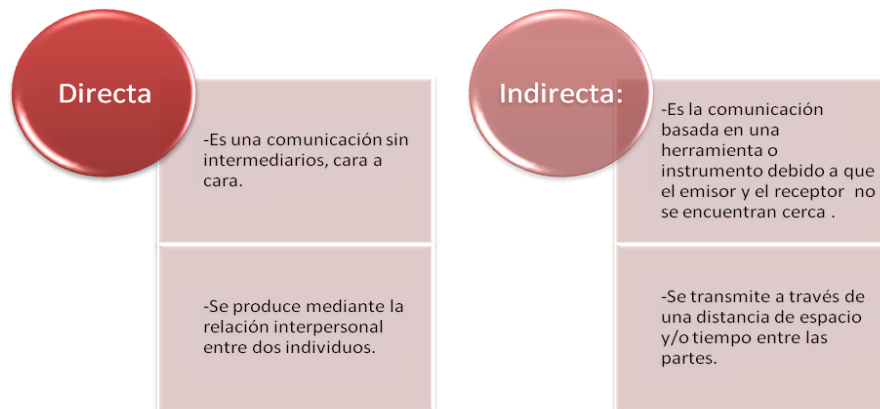 Directa
-Es una comunicación sin
intermediarios, cara a
cara.
-Se produce mediante la
relación interpersonal
entre dos individuos.
Indirecta:
-Es la comunicación
basada en una
herramienta o
instrumento debido a que
el emisor y el receptor no
se encuentran cerca .
-Se transmite a través de
una distancia de espacio
y/o tiempo entre las
partes.